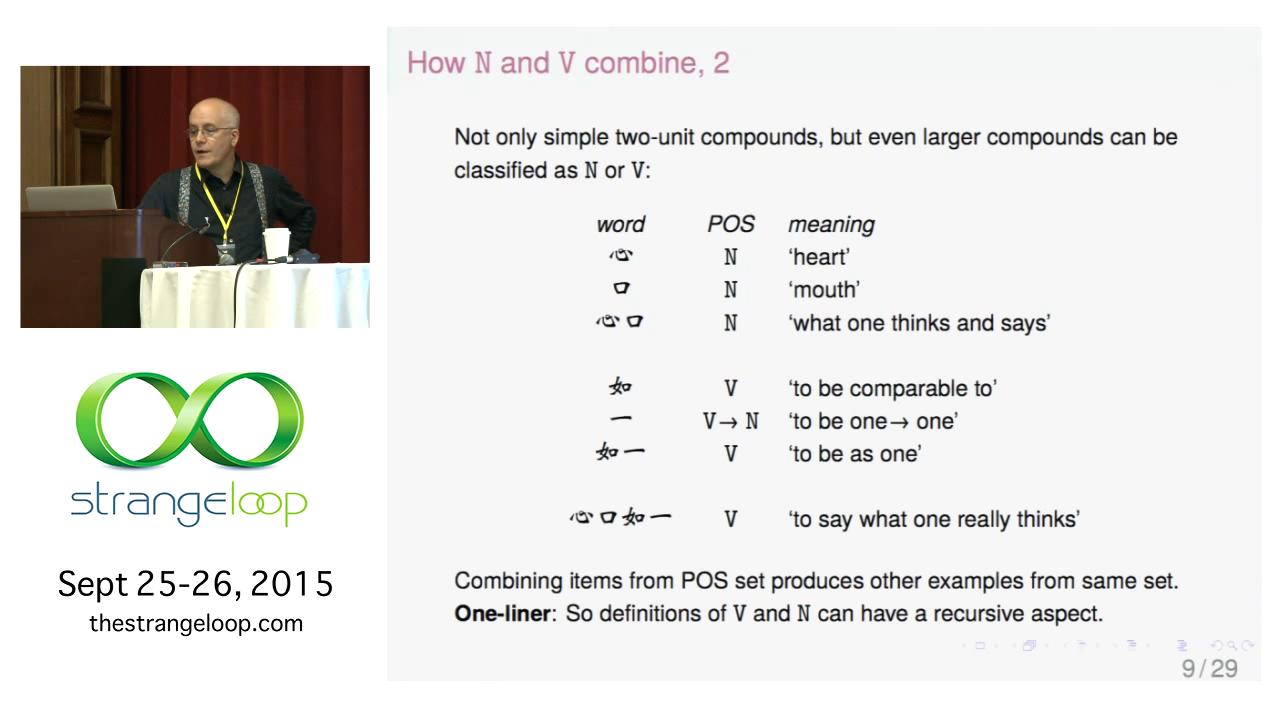 How N and V combine, 2
Not only simple two-unit compounds, but even larger compounds can be
classified as N or V:
word POS meaning
心 N ‘heart’
口 N ‘mouth’
心口 N ‘what one thinks and says’
如 V ‘to be comparable to’
一 V→ N ‘to be one→ one’
如一 V ‘to be as one’
心口如一 V ‘to say what one really thinks’
Combining items from POS set produces other examples from same set.
One-liner: So definitions of V and N can have a recursive aspect.
9/29
strangeloop
Sept 25-26, 2015
thestrangeloop.com